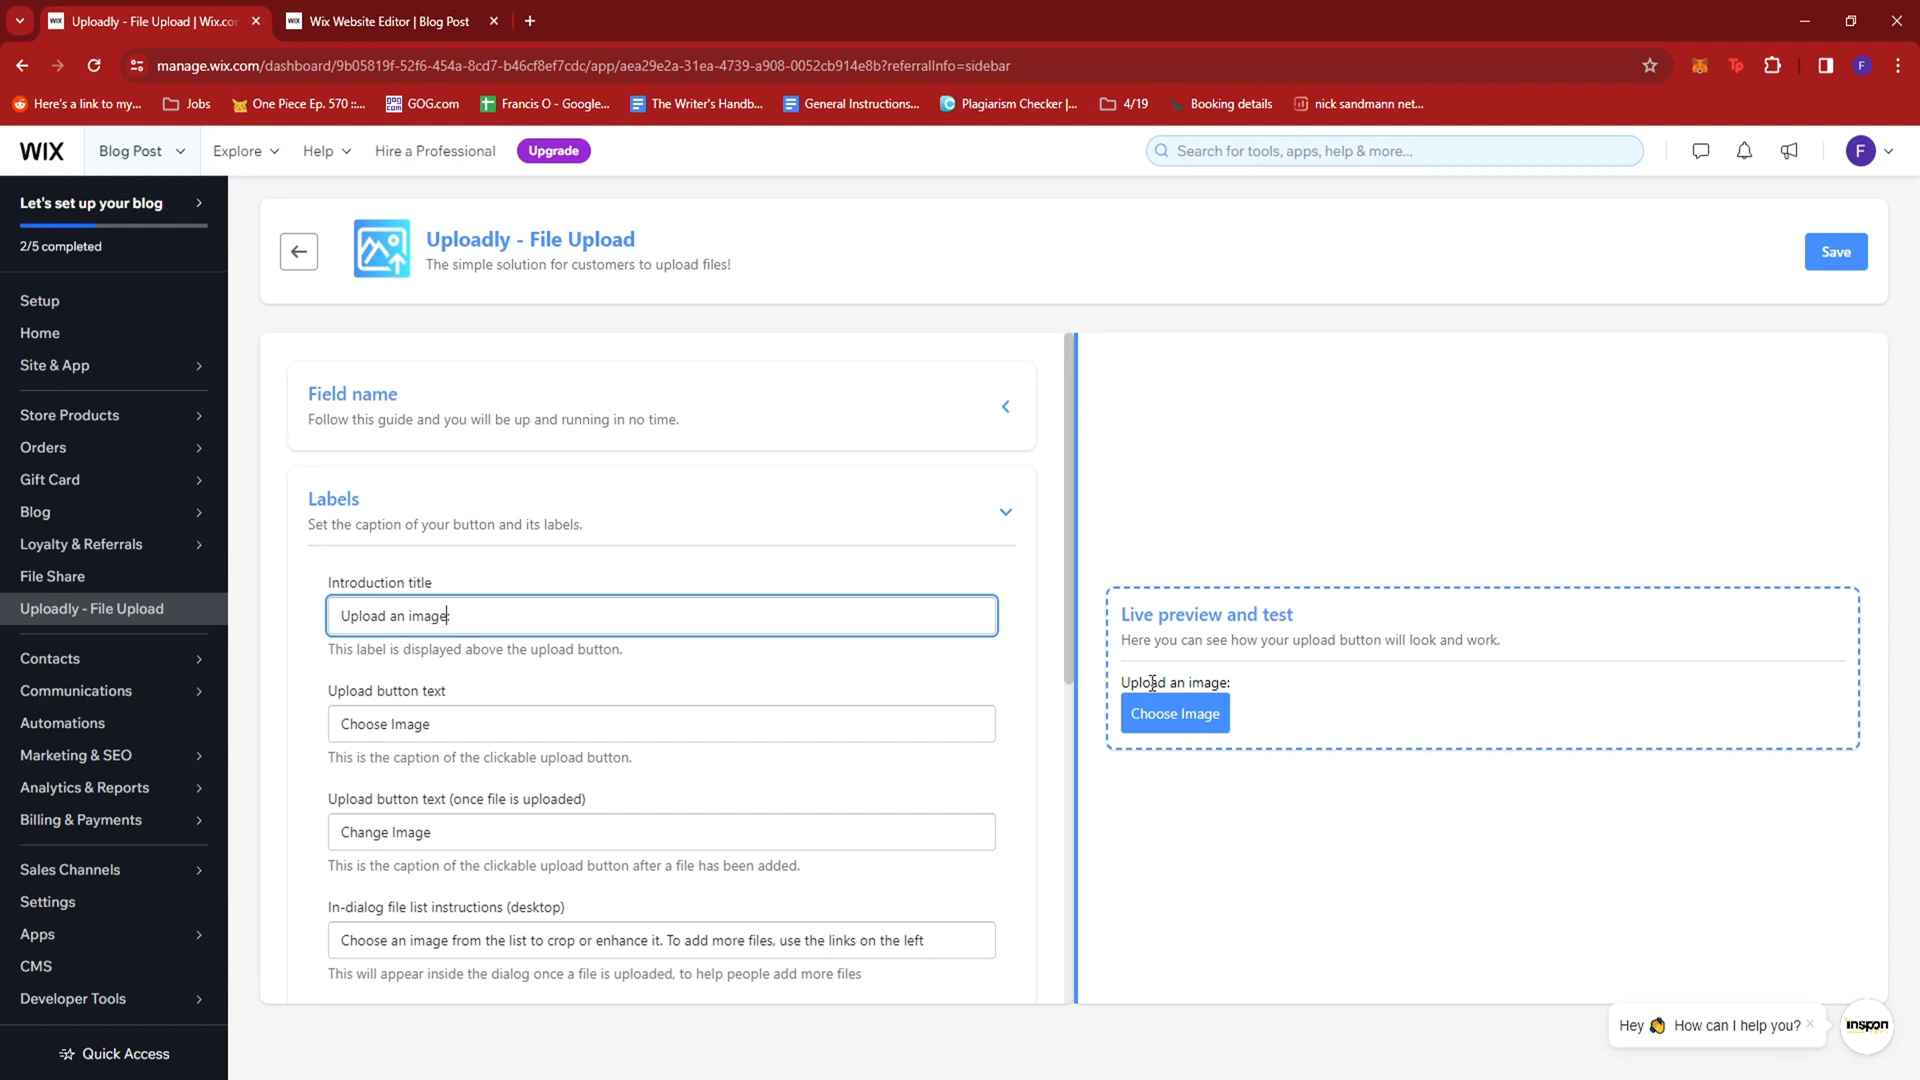 Uploadly - File Upload | Wix.co
Wix Website Editor | Blog Post
manage.wix.com/dashboard/9b05819f-52f6-454a-8cd7-b46cf8ef7cdc/app/aea29e2a-31ea-4739-a908-0052cb914e8b?referralInfo=sidebar
F
Here's a link to my...
Jobs
One Piece Ep. 570 ::...
GOG.com
Francis O - Google...
The Writer's Handb...
General Instructions...
Plagiarism Checker |...
4/19
Booking details
nick sandmann net...
WIX
Blog Post
Explore
Help
Hire a Professional
Upgrade
Search for tools, apps, help & more...
F
Let's set up your blog
2/5 completed
Setup
Home
Site & App
Store Products
Orders
Gift Card
Blog
Loyalty & Referrals
File Share
Uploadly - File Upload
Contacts
Communications
Automations
Marketing & SEO
Analytics & Reports
Billing & Payments
Sales Channels
Settings
Apps
CMS
Developer Tools
Quick Access
Uploadly - File Upload
The simple solution for customers to upload files!
Save
Field name
Follow this guide and you will be up and running in no time.
Labels
Set the caption of your button and its labels.
Introduction title
Upload an image:
This label is displayed above the upload button.
Upload button text
Choose Image
This is the caption of the clickable upload button.
Upload button text (once file is uploaded)
Change Image
This is the caption of the clickable upload button after a file has been added.
In-dialog file list instructions (desktop)
Choose an image from the list to crop or enhance it. To add more files, use the links on the left
This will appear inside the dialog once a file is uploaded, to help people add more files
Live preview and test
Here you can see how your upload button will look and work.
Upload an image:
Choose Image
Hey 👋 How can I help you?
inspon